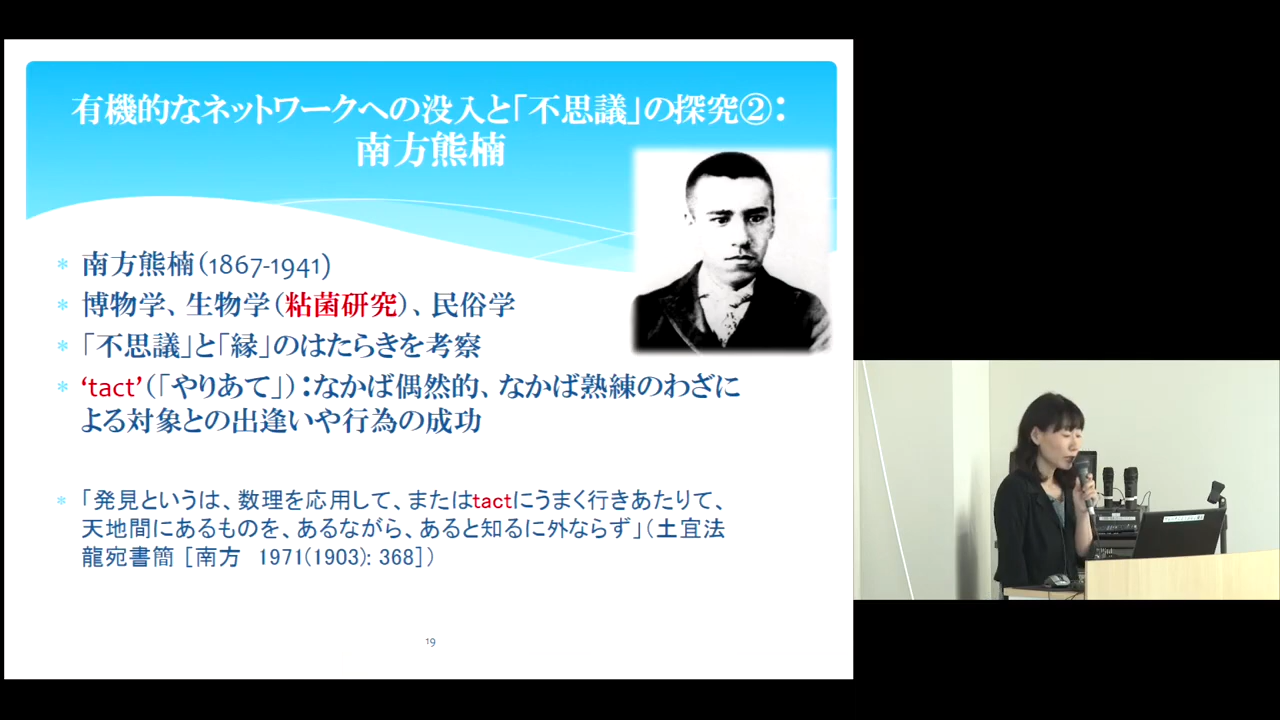 有機的なネットワークへの没入と「不思議」の探究②：
南方熊楠
* 南方熊楠（1867-1941）
* 博物学、生物学（粘菌研究）、民俗学
* 「不思議」と「縁」のはたらきを考察
* ‘tact’（「やりあて」）：なかば偶然的、なかば熟練のわざに
よる対象との出逢いや行為の成功
* 「発見というは、数理を応用して、またはtactにうまく行きあたりて、
天地間にあるものを、あるながら、あると知るに外ならず」（土宜法
龍宛書簡［南方　1971(1903): 368］）
19